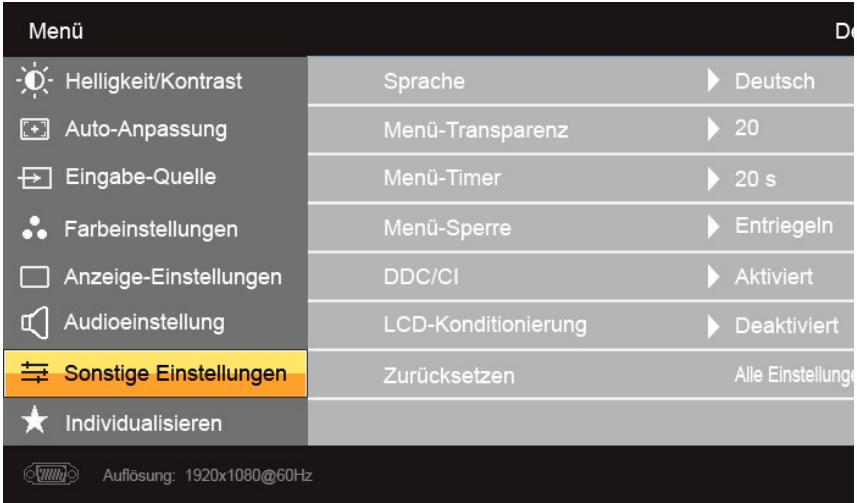 Menü
Helligkeit/Kontrast
Auto-Anpassung
Eingabe-Quelle
Farbeinstellungen
Anzeige-Einstellungen
Audioeinstellung
Sonstige Einstellungen
Individualisieren
Sprache Deutsch
Menü-Transparenz 20
Menü-Timer 20 s
Menü-Sperre Entriegeln
DDC/CI Aktiviert
LCD-Konditionierung Deaktiviert
Zurücksetzen Alle
Auflösung: 1920x1080@60Hz